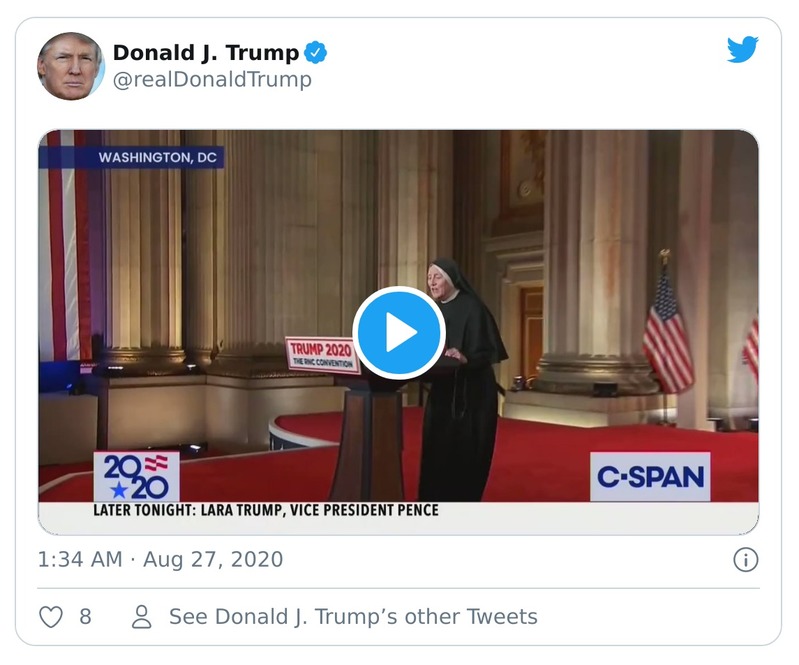 Donald J. Trump
@realDonaldTrump
WASHINGTON, DC
TRUMP 2020
THE RNC CONVENTION
2020
C-SPAN
LATER TONIGHT: LARA TRUMP, VICE PRESIDENT PENCE
1:34 AM · Aug 27, 2020
8
See Donald J. Trump’s other Tweets